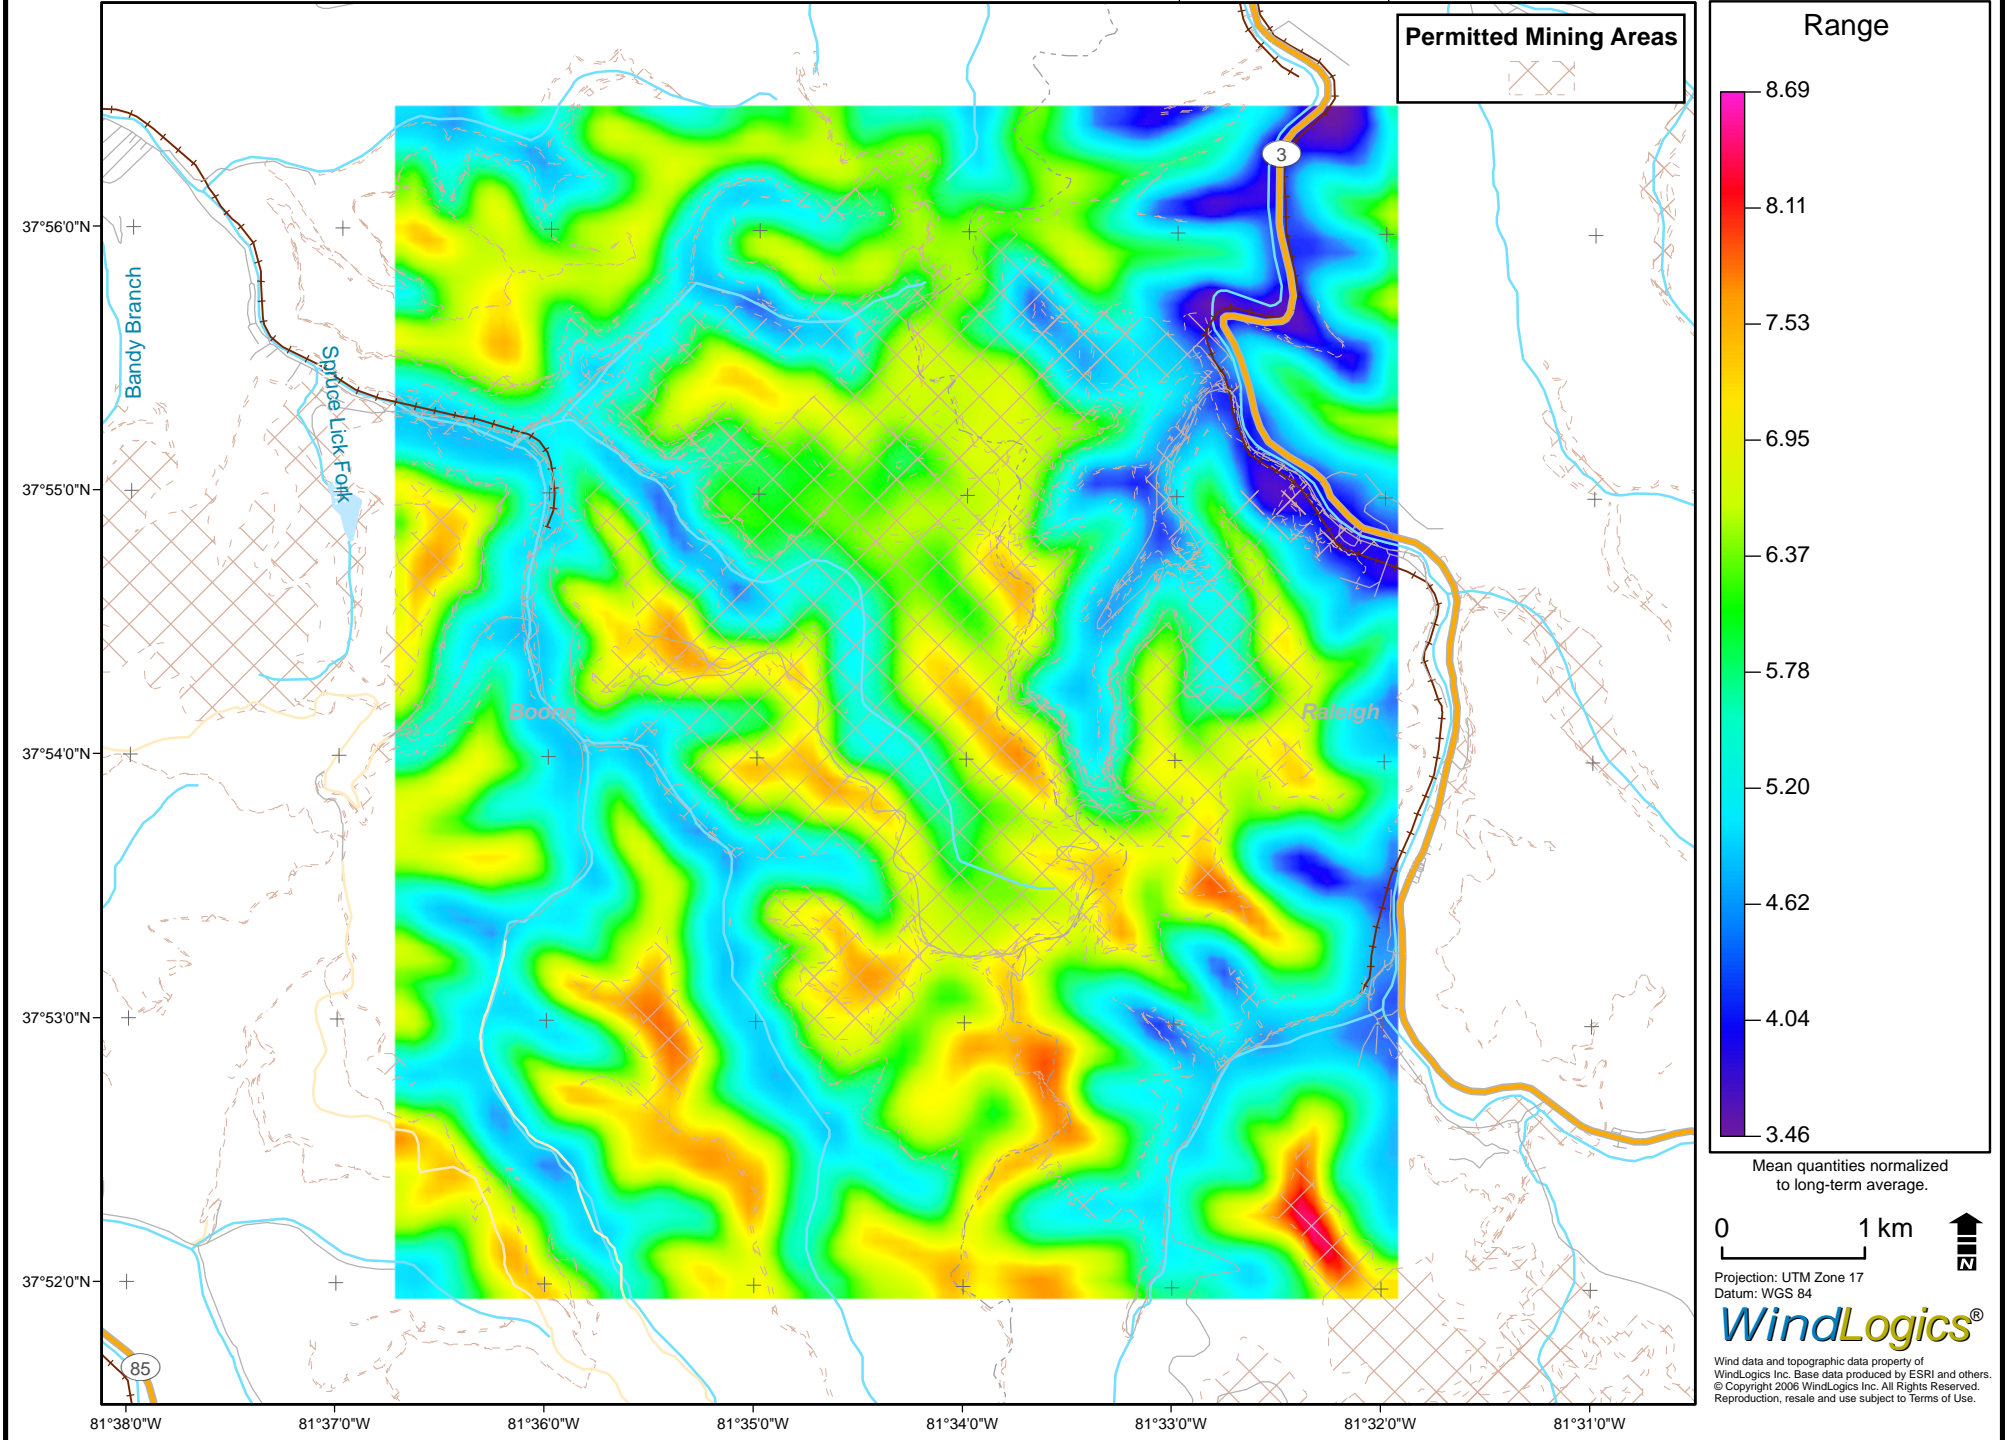 Permitted Mining Areas
Range
8.69
8.11
7.53
6.95
6.37
5.78
5.20
4.62
4.04
3.46
Mean quantities normalized
to long-term average.
0 1 km
N
Projection: UTM Zone 17
Datum: WGS 84
WindLogics®
Wind data and topographic data property of
WindLogics Inc. Base data produced by ESRI and others.
© Copyright 2006 WindLogics Inc. All Rights Reserved.
Reproduction, resale and use subject to Terms of Use.
3
37°56'0"N
Bandy Branch
Spruce Lick Fork
37°55'0"N
Boone
Raleigh
37°54'0"N
37°53'0"N
37°52'0"N
85
81°38'0"W 81°37'0"W 81°36'0"W 81°35'0"W 81°34'0"W 81°33'0"W 81°32'0"W 81°31'0"W